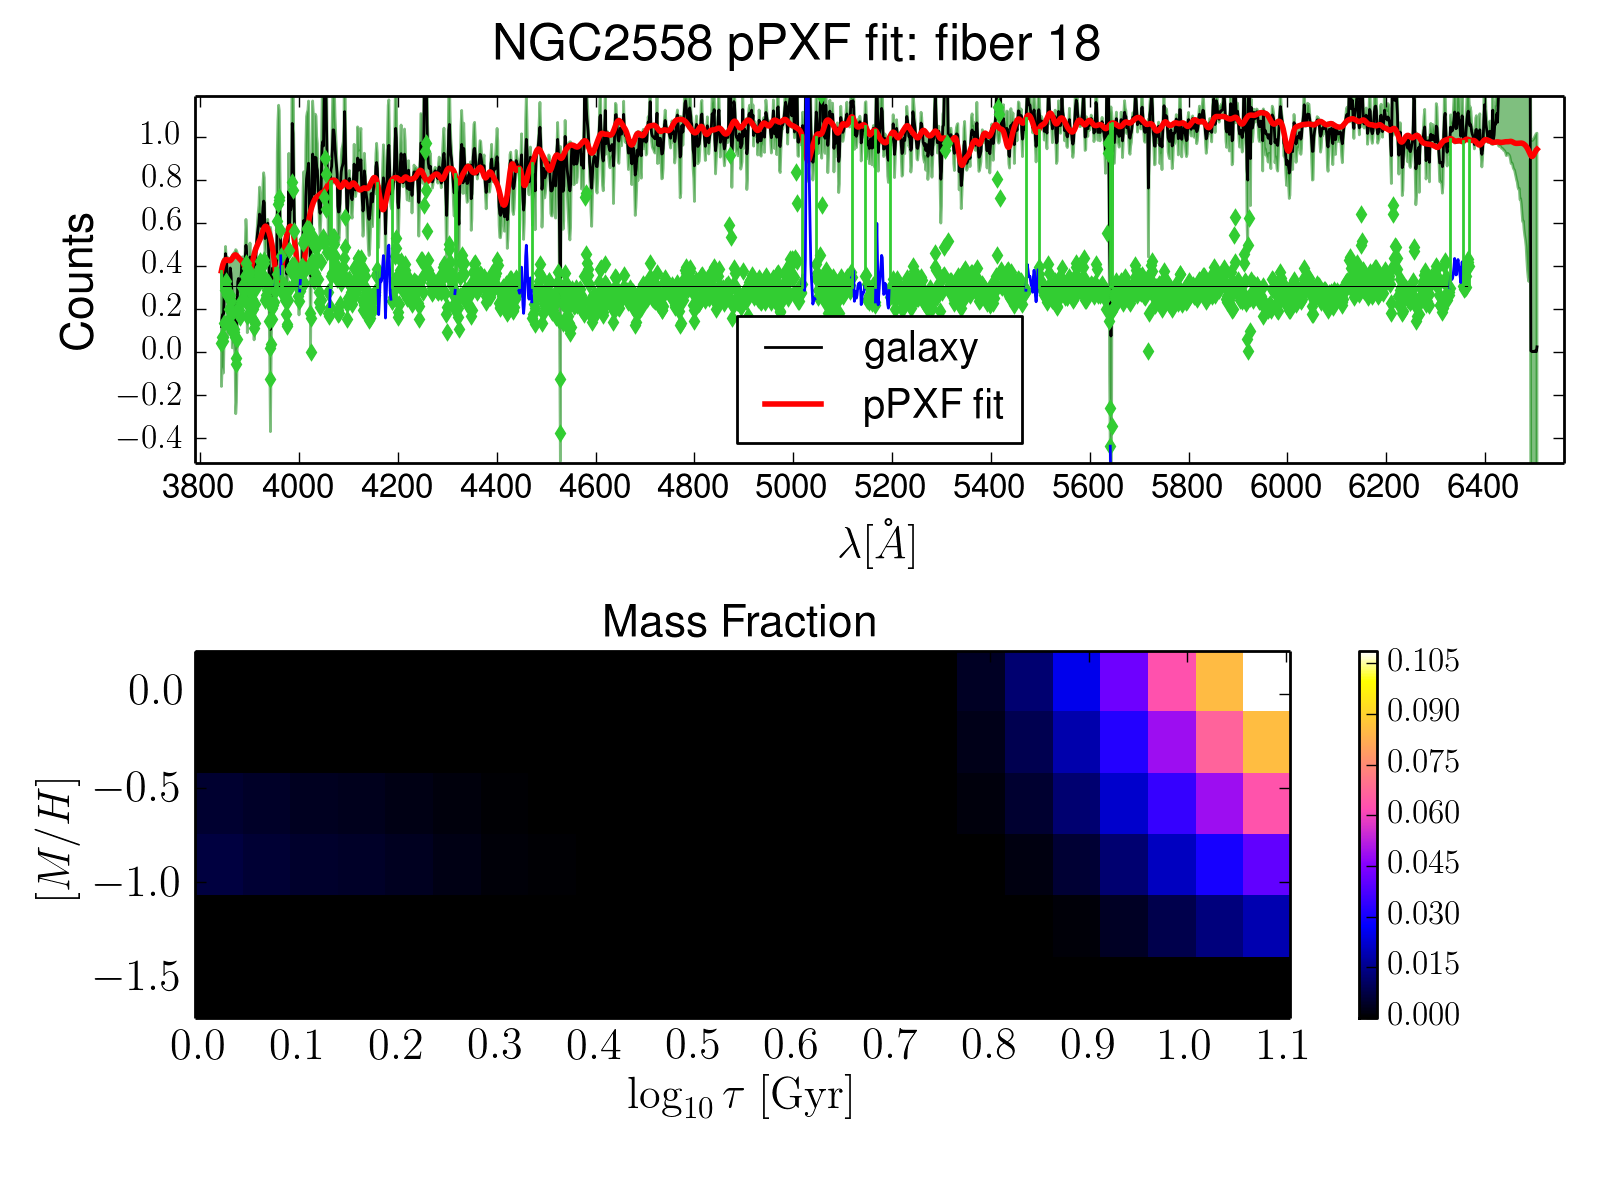 NGC2558 pPXF fit: fiber 18
1.0
0.8
0.6
0.4
0.2
0.0
−0.2
−0.4
Counts
galaxy
pPXF fit
3800 4000 4200 4400 4600 4800 5000 5200 5400 5600 5800 6000 6200 6400
λ[Å]
Mass Fraction
0.0
−0.5
−1.0
−1.5
[M/H]
0.0 0.1 0.2 0.3 0.4 0.5 0.6 0.7 0.8 0.9 1.0 1.1
log₁₀ τ [Gyr]
0.105
0.090
0.075
0.060
0.045
0.030
0.015
0.000